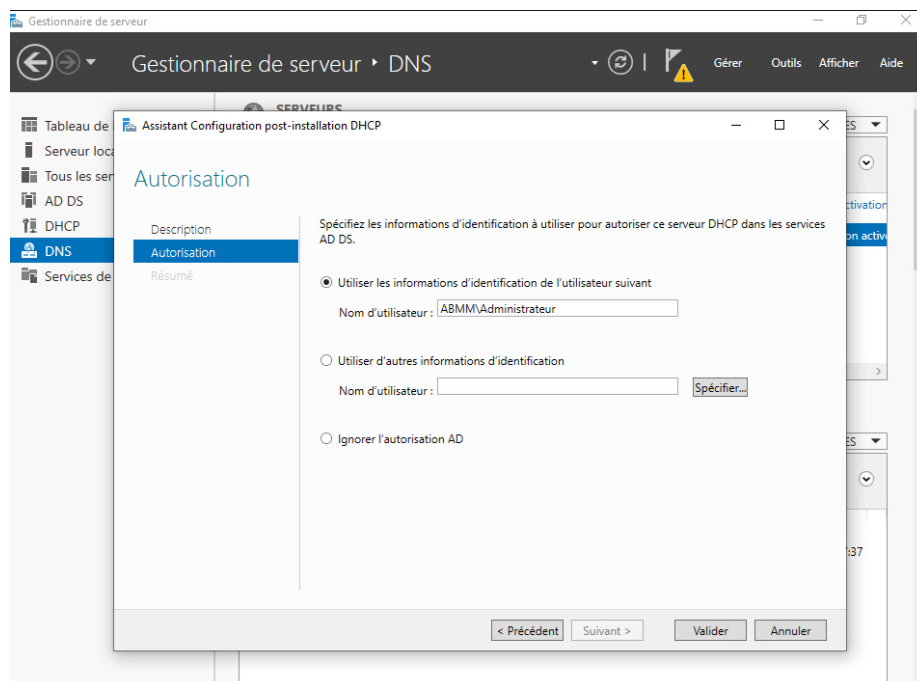 Gestionnaire de serveur
Gestionnaire de serveur ‣ DNS
Gérer
Outils
Afficher
Aide
SERVEURS
Tableau de
Serveur loca
Tous les ser
AD DS
DHCP
DNS
Services de
Assistant Configuration post-installation DHCP
Autorisation
Description
Autorisation
Résumé
Spécifiez les informations d'identification à utiliser pour autoriser ce serveur DHCP dans les services
AD DS.
Utiliser les informations d'identification de l'utilisateur suivant
Nom d'utilisateur : ABMM\Administrateur
Utiliser d'autres informations d'identification
Nom d'utilisateur :
Spécifier...
Ignorer l'autorisation AD
< Précédent
Suivant >
Valider
Annuler
ES
ctivation
on activ
ES
:37